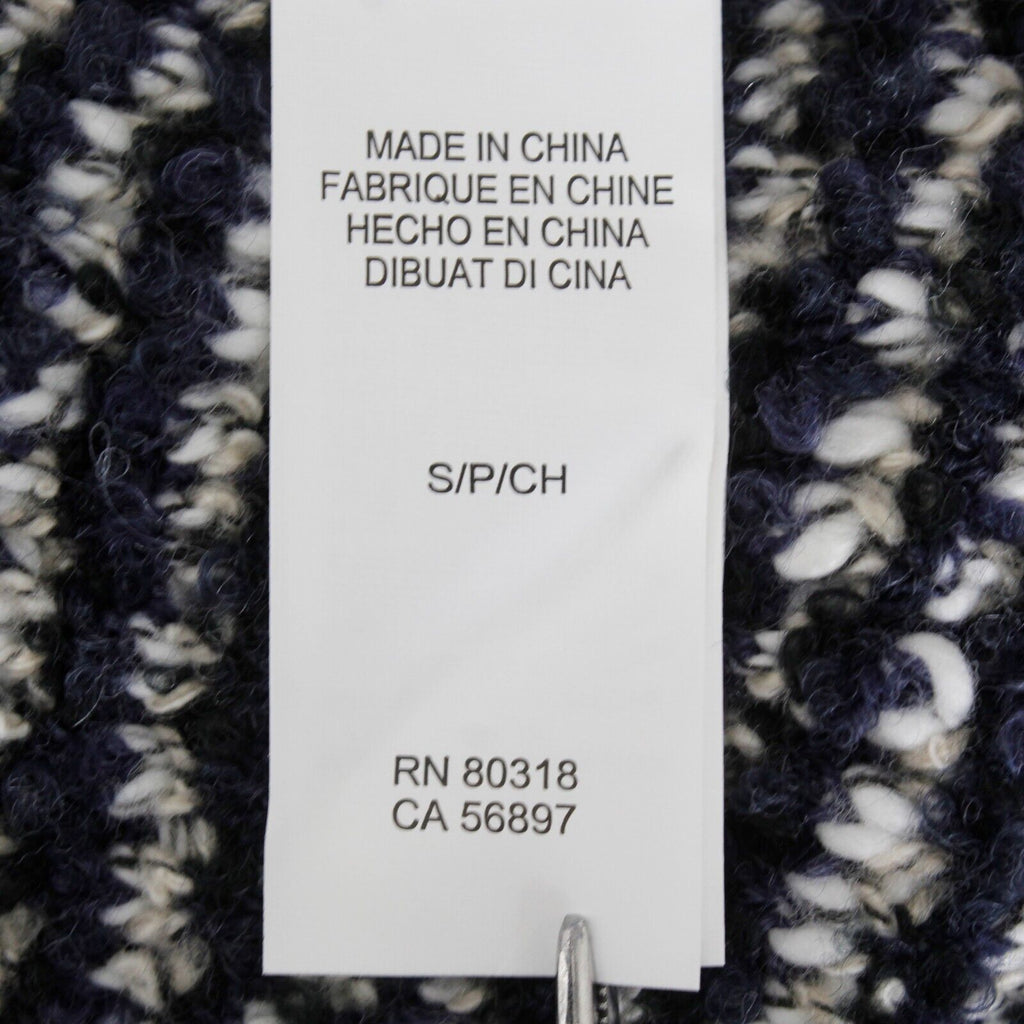 MADE IN CHINA
FABRIQUE EN CHINE
HECHO EN CHINA
DIBUAT DI CINA
S/P/CH
RN 80318
CA 56897